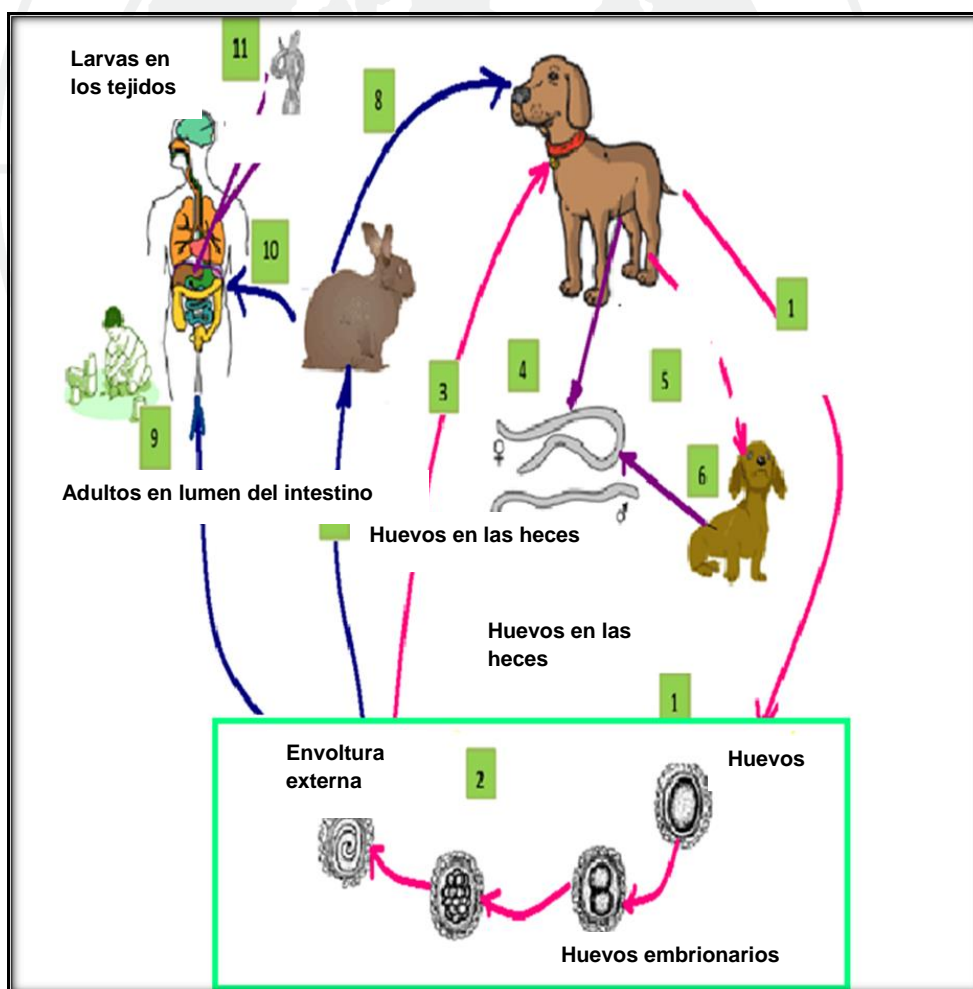 11
Larvas en
los tejidos
8
10
1
3
4
5
9
6
Adultos en lumen del intestino
♀
♂
Huevos en las heces
Huevos en las
heces
1
Envoltura
externa
2
Huevos
Huevos embrionarios